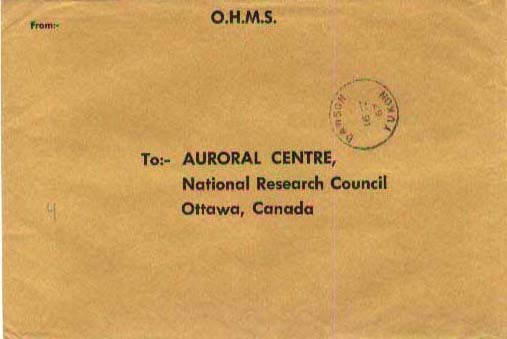 O.H.M.S.
From:-
DAWSON
YUKON
To:- AURORAL CENTRE,
National Research Council
Ottawa, Canada
4